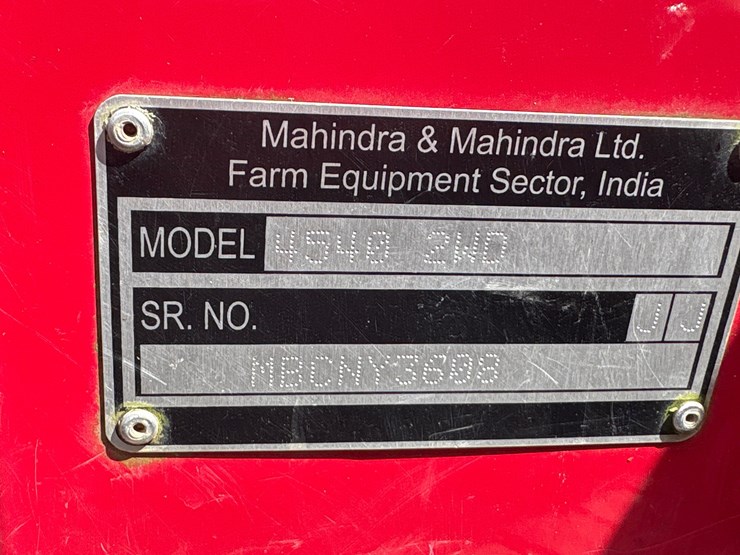 Mahindra & Mahindra Ltd.
Farm Equipment Sector, India
MODEL 4540 2WD
SR. NO. J J
MBCNY3608